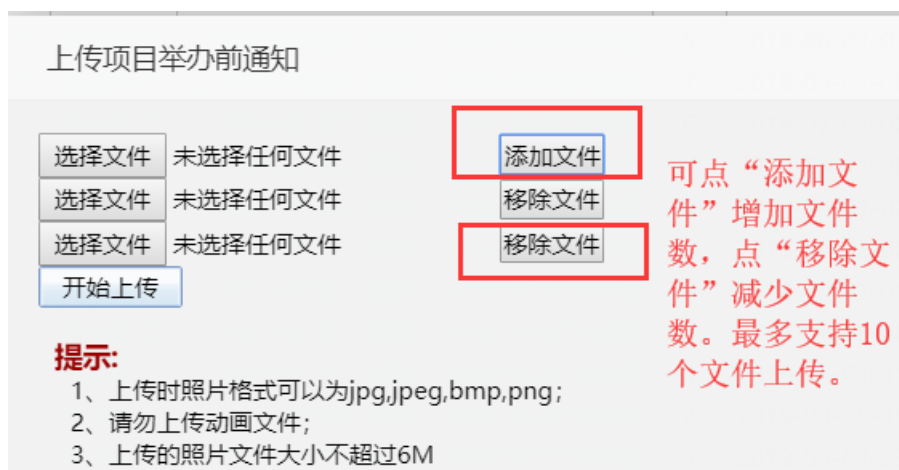 上传项目举办前通知
选择文件 未选择任何文件 添加文件
选择文件 未选择任何文件 移除文件
选择文件 未选择任何文件 移除文件
开始上传
可点“添加文
件”增加文件
数，点“移除文
件”减少文件
数。最多支持10
个文件上传。
提示:
1、上传时照片格式可以为jpg,jpeg,bmp,png;
2、请勿上传动画文件;
3、上传的照片文件大小不超过6M